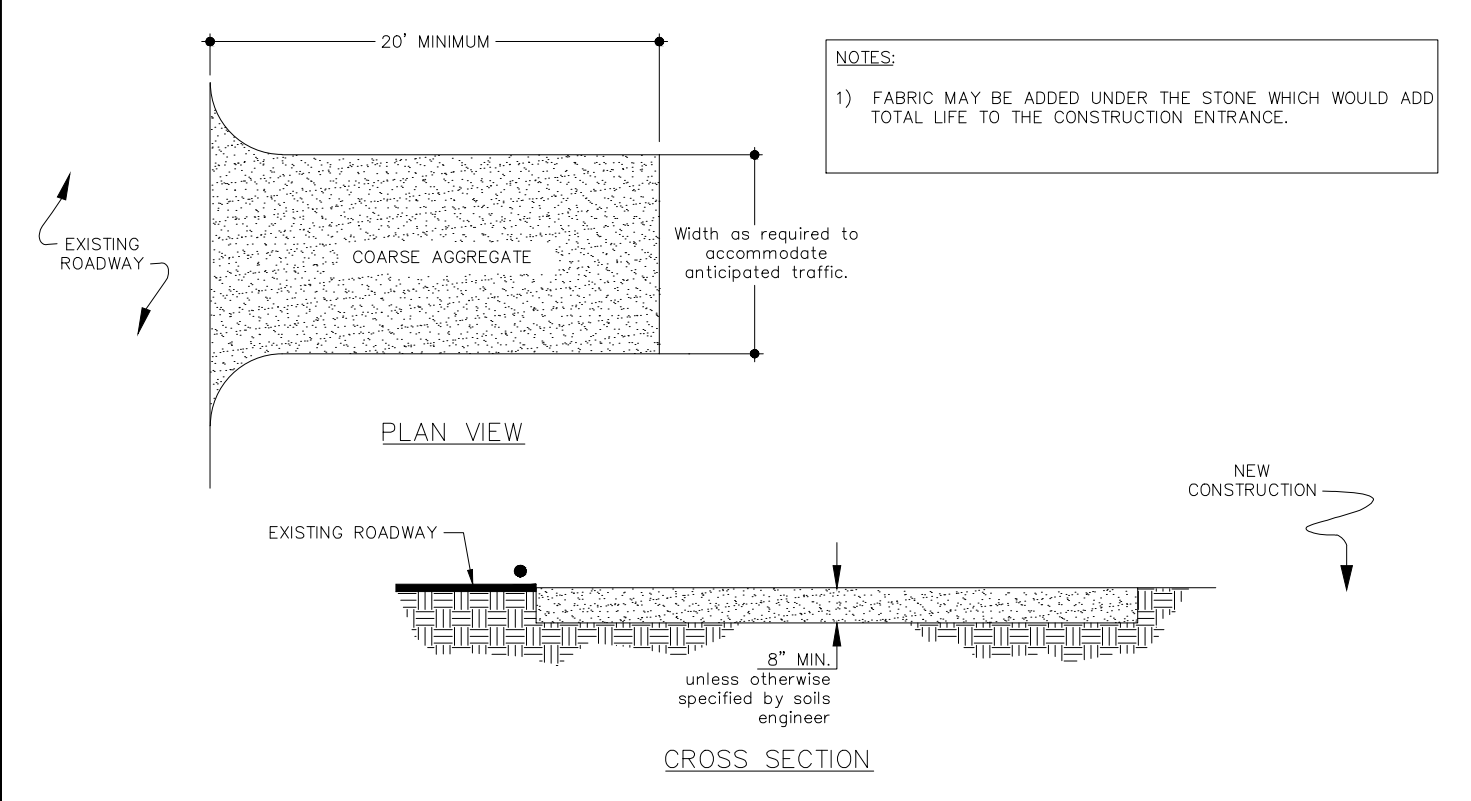 20' MINIMUM
NOTES:
1) FABRIC MAY BE ADDED UNDER THE STONE WHICH WOULD ADD
TOTAL LIFE TO THE CONSTRUCTION ENTRANCE.
EXISTING
ROADWAY
COARSE AGGREGATE
Width as required to
accommodate
anticipated traffic.
PLAN VIEW
NEW
CONSTRUCTION
EXISTING ROADWAY
8" MIN.
unless otherwise
specified by soils
engineer
CROSS SECTION